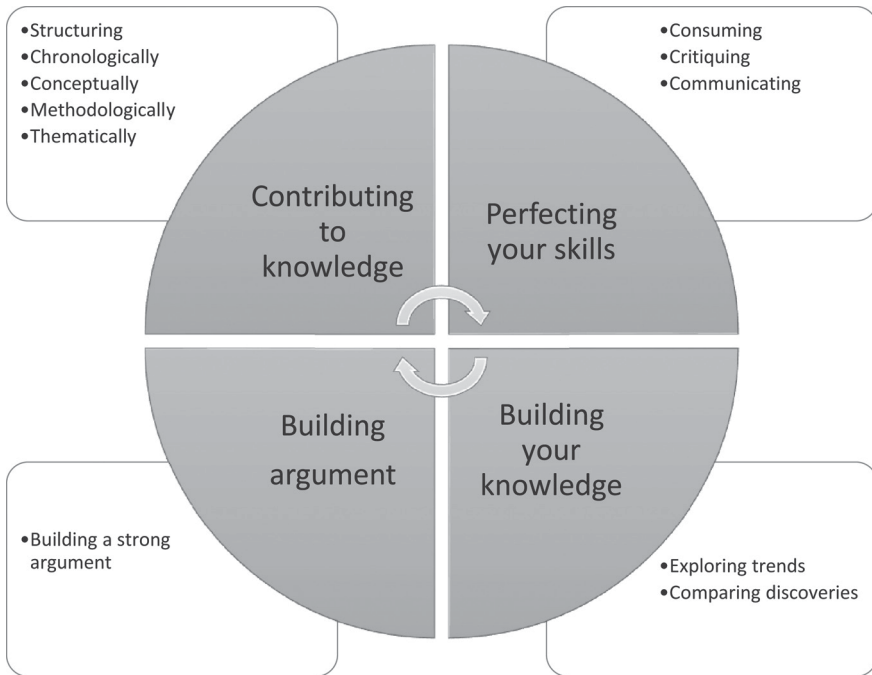 •Structuring
•Chronologically
•Conceptually
•Methodologically
•Thematically
•Consuming
•Critiquing
•Communicating
Contributing
to
knowledge
Perfecting
your skills
Building
argument
Building
your
knowledge
•Building a strong
argument
•Exploring trends
•Comparing discoveries